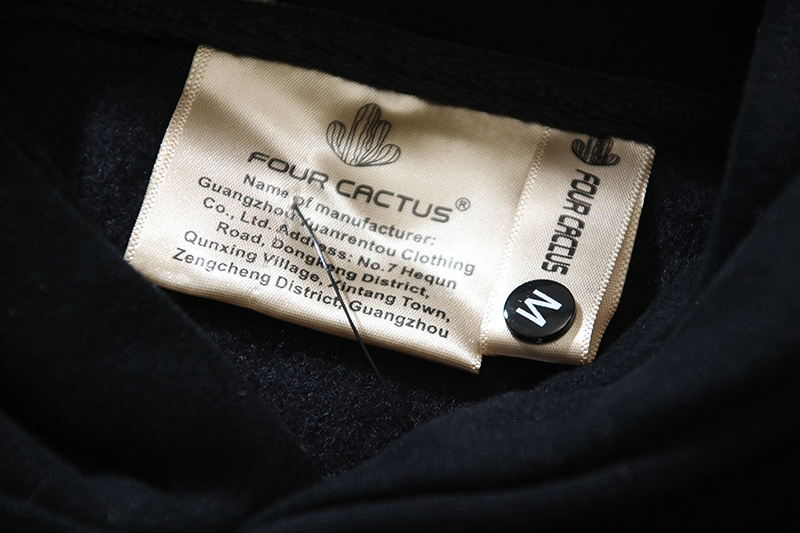 FOUR CACTUS®
Name of manufacturer:
Guangzhou Yuanrentou Clothing
Co., Ltd. Address: No.7 Hequn
Road, Dongkeng District,
Qunxing Village, Xintang Town,
Zengcheng District, Guangzhou
FOUR CACTUS
M